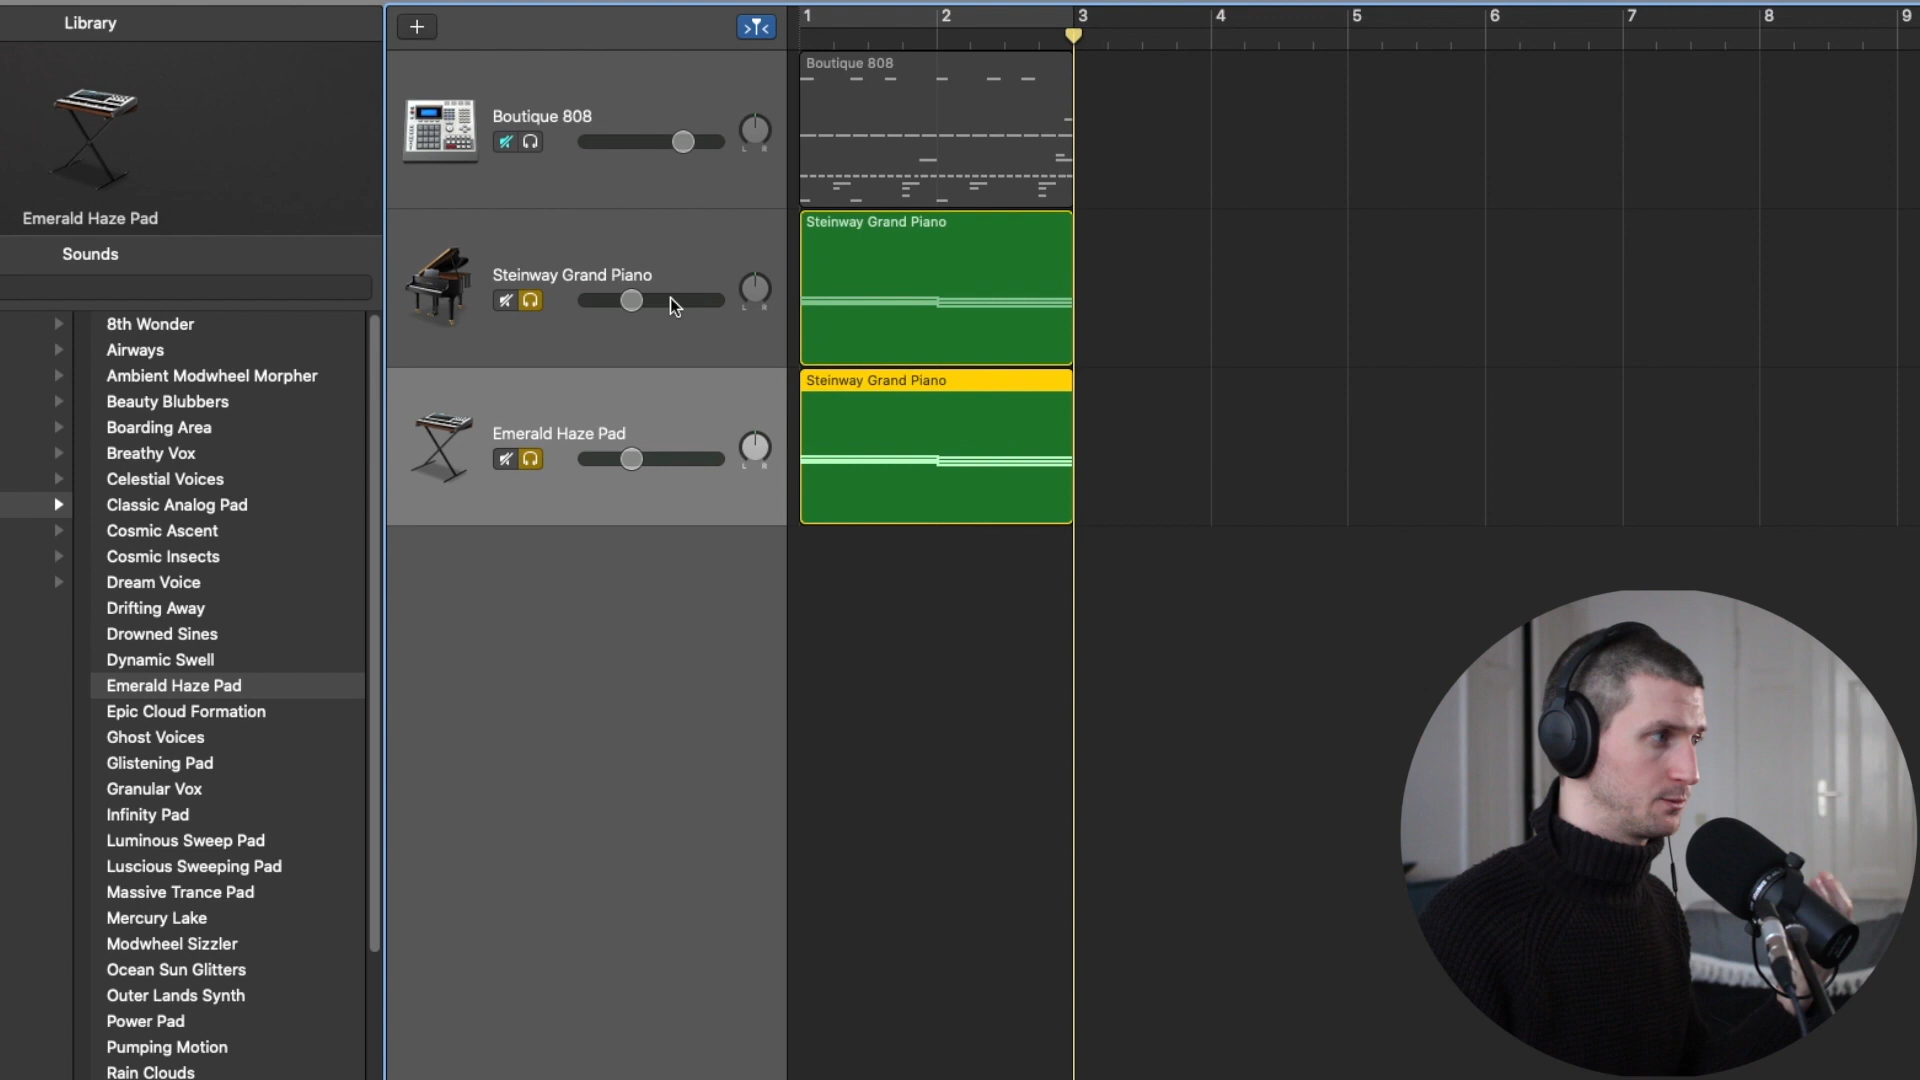 Library
Emerald Haze Pad
Sounds
8th Wonder
Airways
Ambient Modwheel Morpher
Beauty Blubbers
Boarding Area
Breathy Vox
Celestial Voices
Classic Analog Pad
Cosmic Ascent
Cosmic Insects
Dream Voice
Drifting Away
Drowned Sines
Dynamic Swell
Emerald Haze Pad
Epic Cloud Formation
Ghost Voices
Glistening Pad
Granular Vox
Infinity Pad
Luminous Sweep Pad
Luscious Sweeping Pad
Massive Trance Pad
Mercury Lake
Modwheel Sizzler
Ocean Sun Glitters
Outer Lands Synth
Power Pad
Pumping Motion
Rain Clouds
Boutique 808
L R
Steinway Grand Piano
L R
Emerald Haze Pad
L R
1 2 3 4 5 6 7 8 9
Boutique 808
Steinway Grand Piano
Steinway Grand Piano